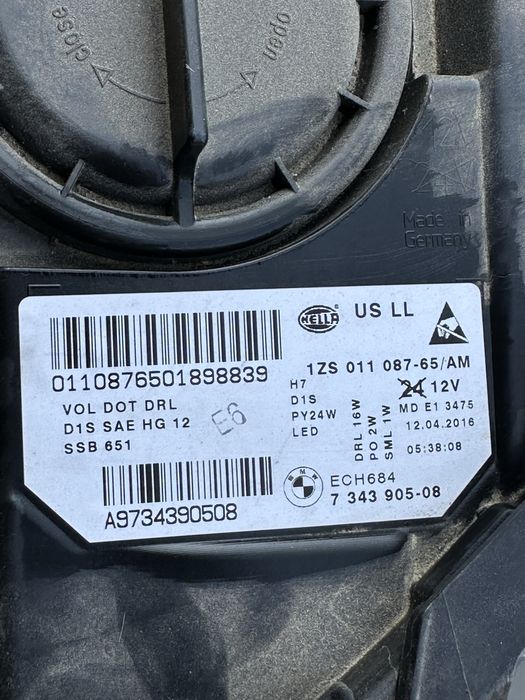 close
open
Made in
Germany
HELLA
US LL
0110876501898839
1ZS 011 087-65/AM
VOL DOT DRL
D1S SAE HG 12
SSB 651
E6
H7
D1S
PY24W
LED
DRL 16W
PO 2W
SML 1W
24 12V
MD E1 3475
12.04.2016
05:38:08
A9734390508
BMW
ECH684
7 343 905-08